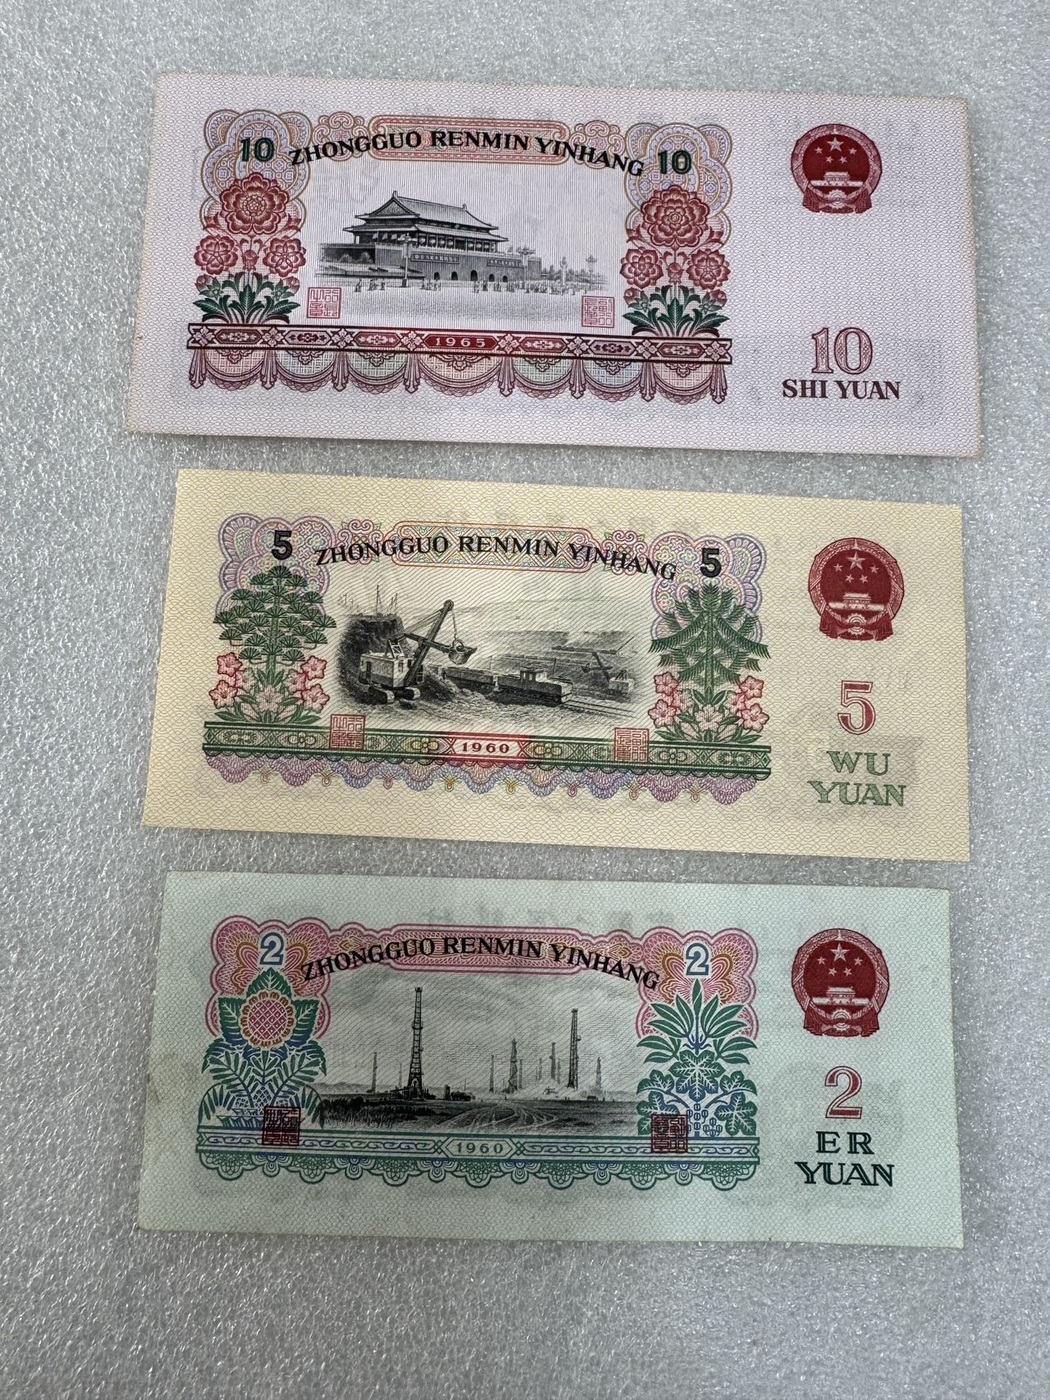 10 ZHONGGUO RENMIN YINHANG 10
1965
10
SHI YUAN
5 ZHONGGUO RENMIN YINHANG 5
1960
5
WU
YUAN
2 ZHONGGUO RENMIN YINHANG 2
1960
2
ER
YUAN